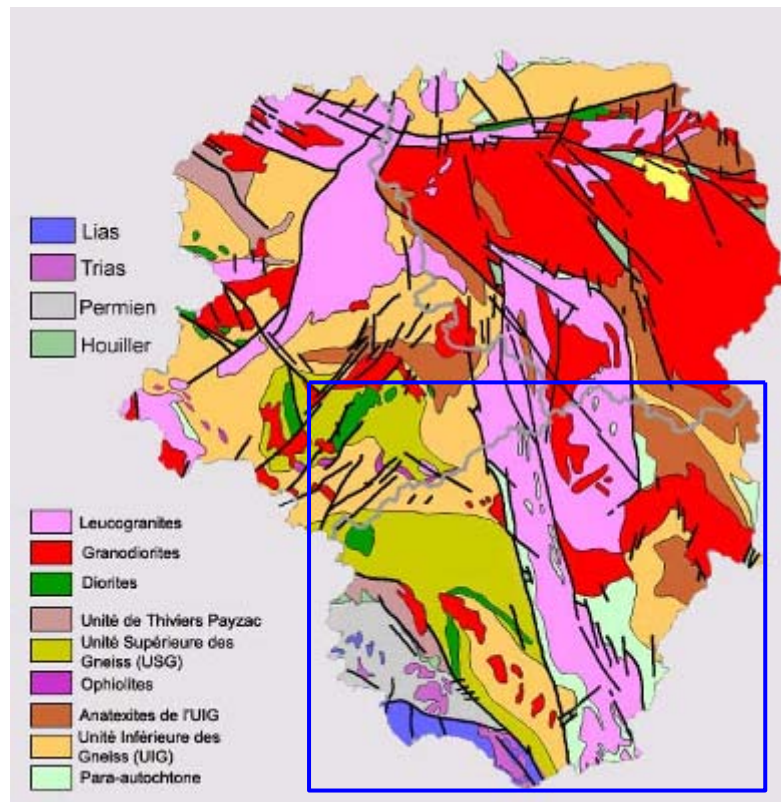 Lias
Trias
Permien
Houiller
Leucogranites
Granodiorites
Diorites
Unité de Thiviers Payzac
Unité Supérieure des
Gneiss (USG)
Ophiolites
Anatexites de l'UIG
Unité Inférieure des
Gneiss (UIG)
Para-autochtone